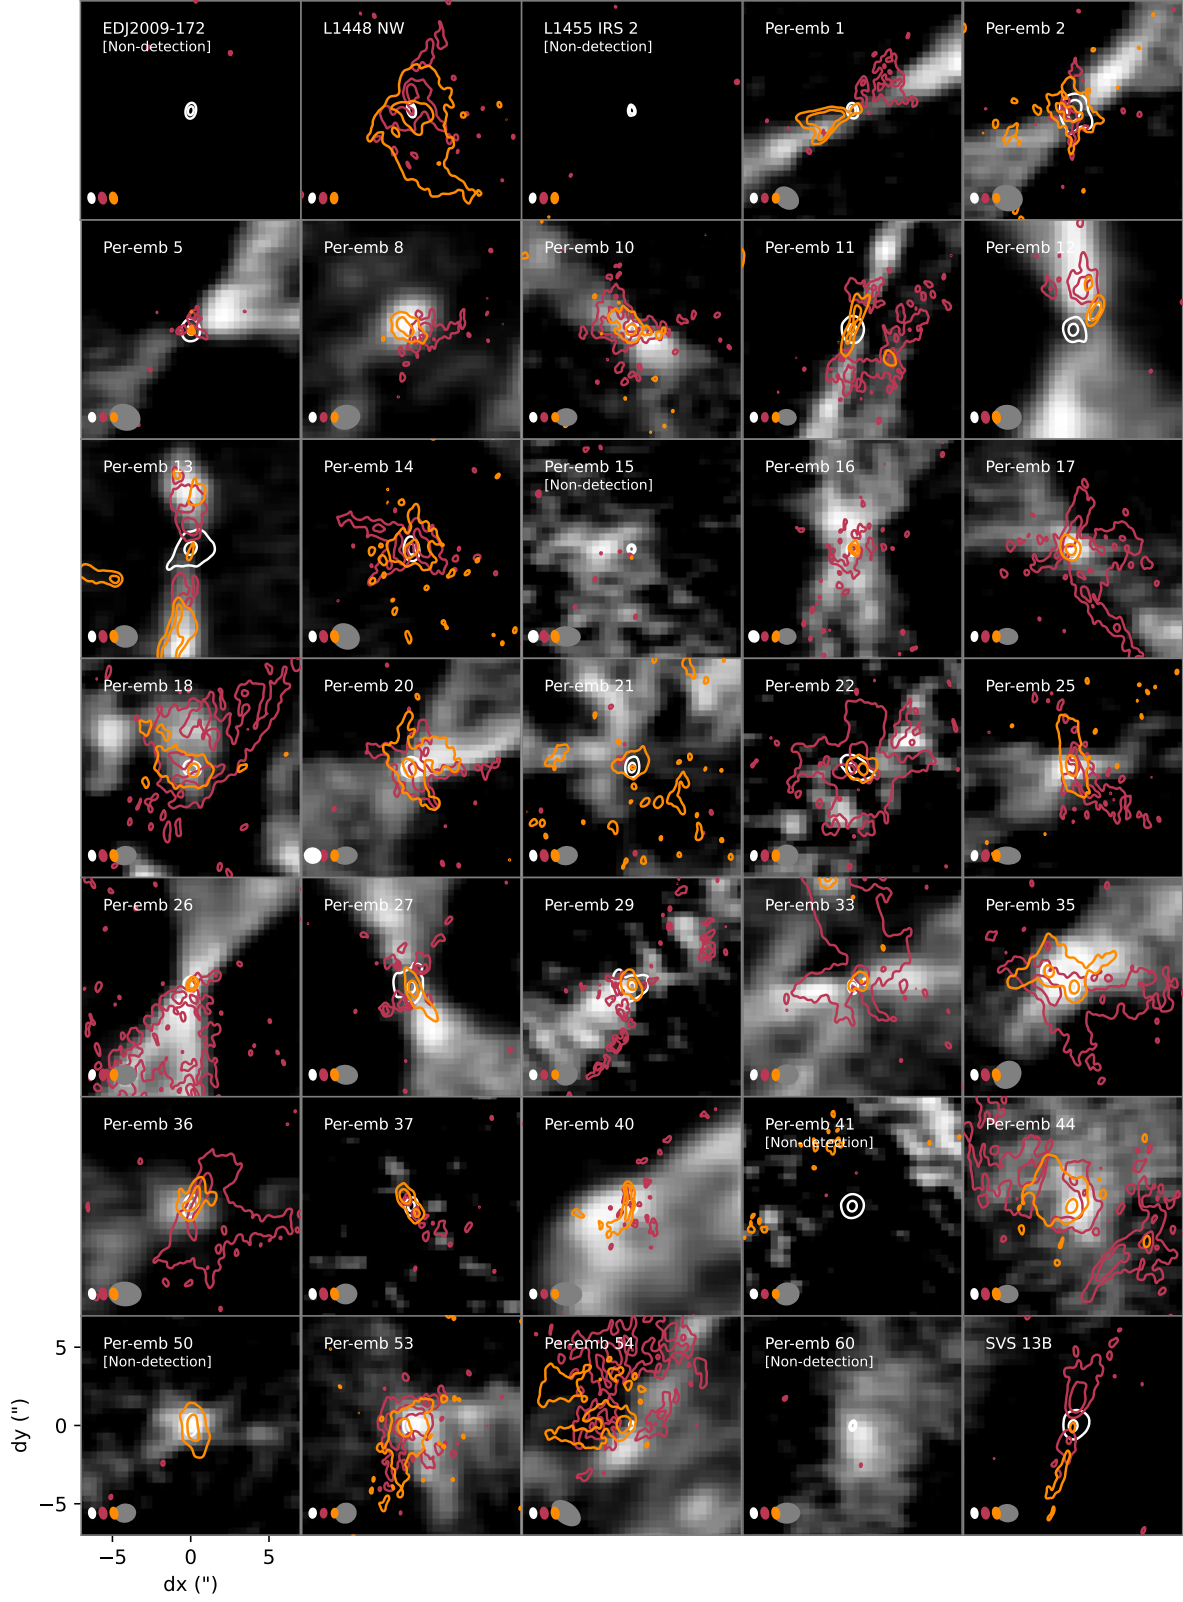 EDJ2009-172
[Non-detection]
L1448 NW
L1455 IRS 2
[Non-detection]
Per-emb 1
Per-emb 2
Per-emb 5
Per-emb 8
Per-emb 10
Per-emb 11
Per-emb 12
Per-emb 13
Per-emb 14
Per-emb 15
[Non-detection]
Per-emb 16
Per-emb 17
Per-emb 18
Per-emb 20
Per-emb 21
Per-emb 22
Per-emb 25
Per-emb 26
Per-emb 27
Per-emb 29
Per-emb 33
Per-emb 35
Per-emb 36
Per-emb 37
Per-emb 40
Per-emb 41
[Non-detection]
Per-emb 44
Per-emb 50
[Non-detection]
Per-emb 53
Per-emb 54
Per-emb 60
[Non-detection]
SVS 13B
5
0
−5
dy (")
−5 0 5
dx (")